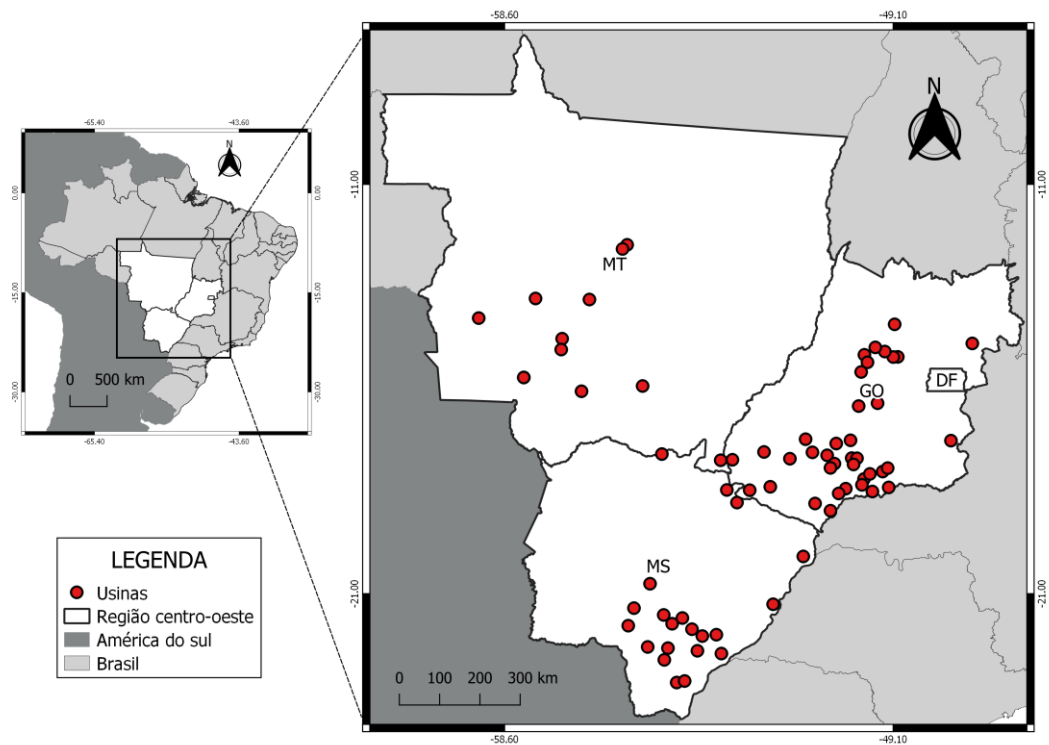 -65.40
-43.60
N
0.00
0.00
-15.00
-15.00
-30.00
-30.00
0 500 km
-65.40
-43.60
LEGENDA
Usinas
Região centro-oeste
América do sul
Brasil
-58.60
-49.10
N
-11.00
-11.00
MT
DF
GO
MS
-21.00
-21.00
0 100 200 300 km
-58.60
-49.10